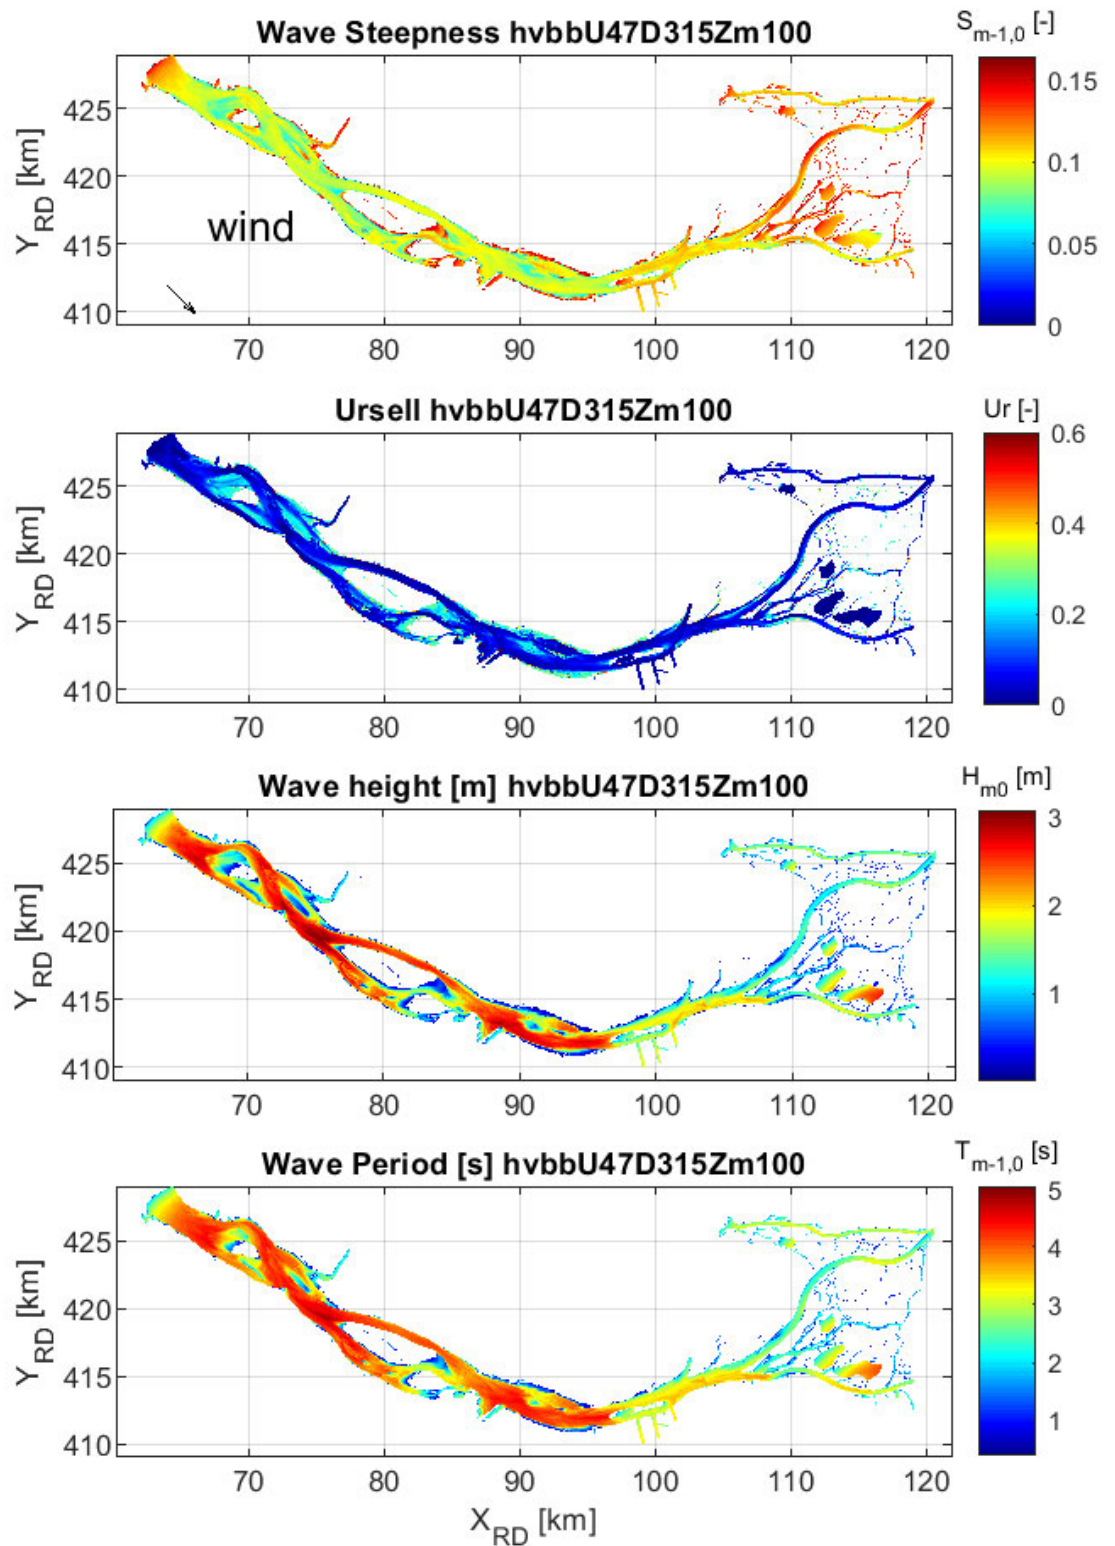 Wave Steepness hvbbU47D315Zm100
S_m-1,0 [-]
Y_RD [km]
425
420
415
410
wind
70 80 90 100 110 120
0.15
0.1
0.05
0
Ursell hvbbU47D315Zm100
Ur [-]
Y_RD [km]
425
420
415
410
70 80 90 100 110 120
0.6
0.4
0.2
0
Wave height [m] hvbbU47D315Zm100
H_m0 [m]
Y_RD [km]
425
420
415
410
70 80 90 100 110 120
3
2
1
Wave Period [s] hvbbU47D315Zm100
T_m-1,0 [s]
Y_RD [km]
425
420
415
410
70 80 90 100 110 120
X_RD [km]
5
4
3
2
1